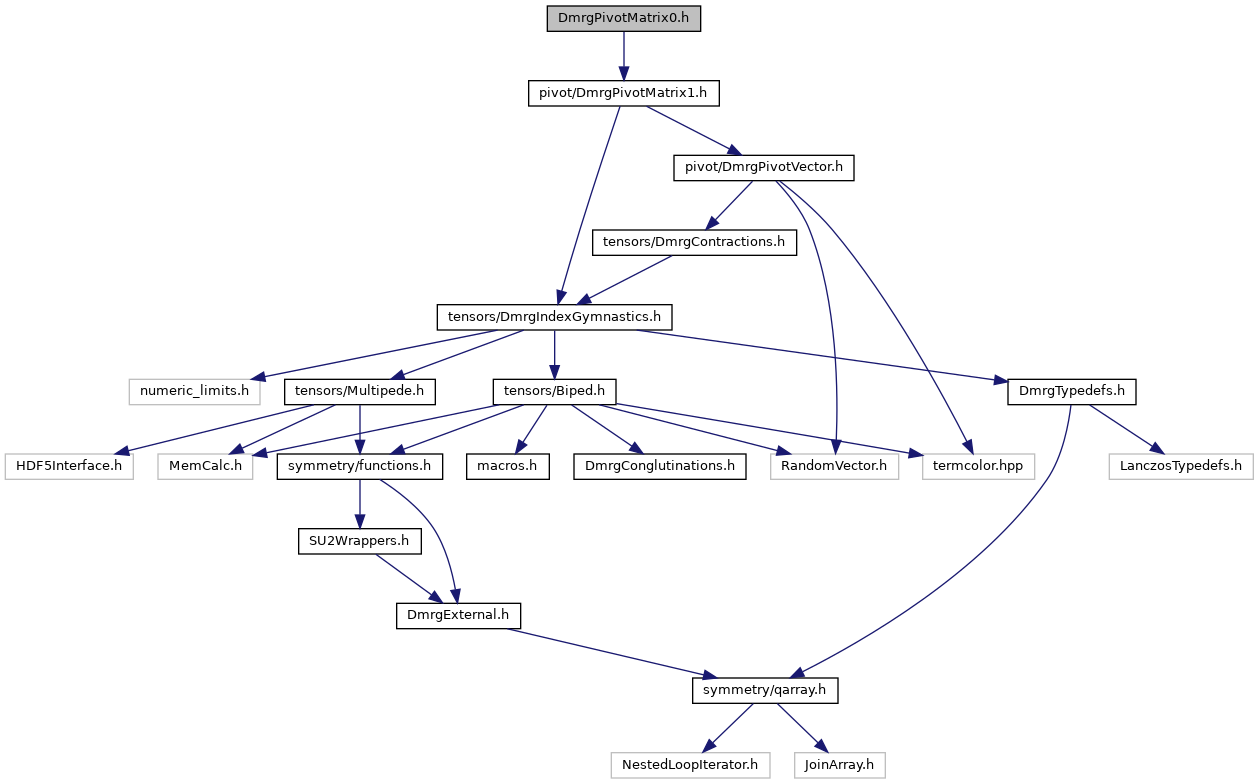 DmrgPivotMatrix0.h
pivot/DmrgPivotMatrix1.h
pivot/DmrgPivotVector.h
tensors/DmrgContractions.h
tensors/DmrgIndexGymnastics.h
numeric_limits.h
tensors/Multipede.h
tensors/Biped.h
DmrgTypedefs.h
HDF5Interface.h
MemCalc.h
symmetry/functions.h
macros.h
DmrgConglutinations.h
RandomVector.h
termcolor.hpp
LanczosTypedefs.h
SU2Wrappers.h
DmrgExternal.h
symmetry/qarray.h
NestedLoopIterator.h
JoinArray.h